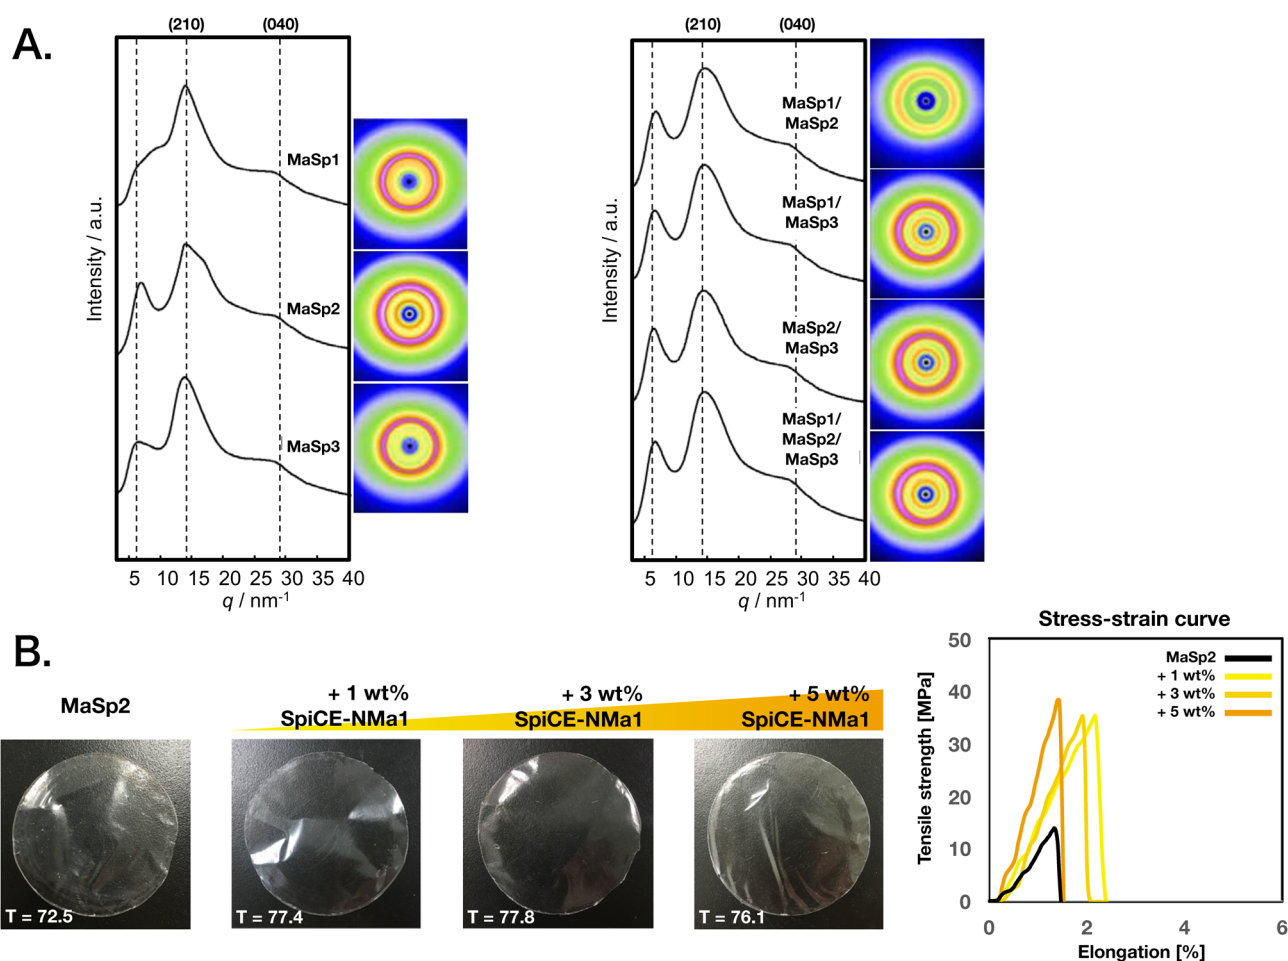 A.
(210) (040)
(210) (040)
Intensity / a.u.
MaSp1
MaSp2
MaSp3
5 10 15 20 25 30 35 40
q / nm-1
Intensity / a.u.
MaSp1/
MaSp2
MaSp1/
MaSp3
MaSp2/
MaSp3
MaSp1/
MaSp2/
MaSp3
5 10 15 20 25 30 35 40
q / nm-1
B.
MaSp2
+ 1 wt%
SpiCE-NMa1
+ 3 wt%
SpiCE-NMa1
+ 5 wt%
SpiCE-NMa1
T = 72.5
T = 77.4
T = 77.8
T = 76.1
Stress-strain curve
Tensile strength [MPa]
50
40
30
20
10
0
MaSp2
+ 1 wt%
+ 3 wt%
+ 5 wt%
0 2 4 6
Elongation [%]